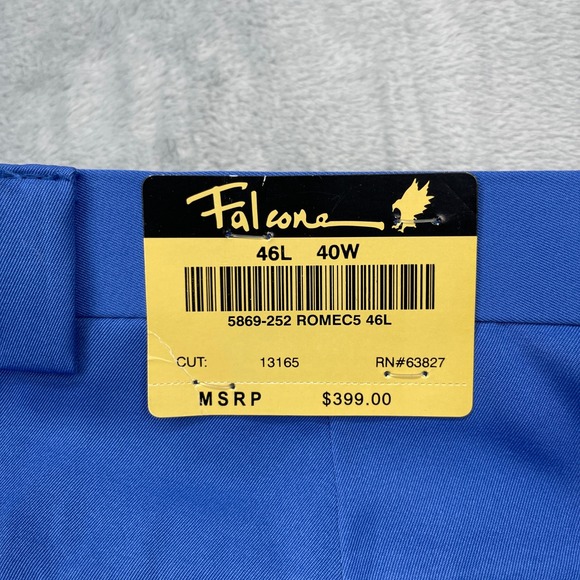 Falcone
46L 40W
5869-252 ROMEC5 46L
CUT: 13165 RN#63827
MSRP $399.00